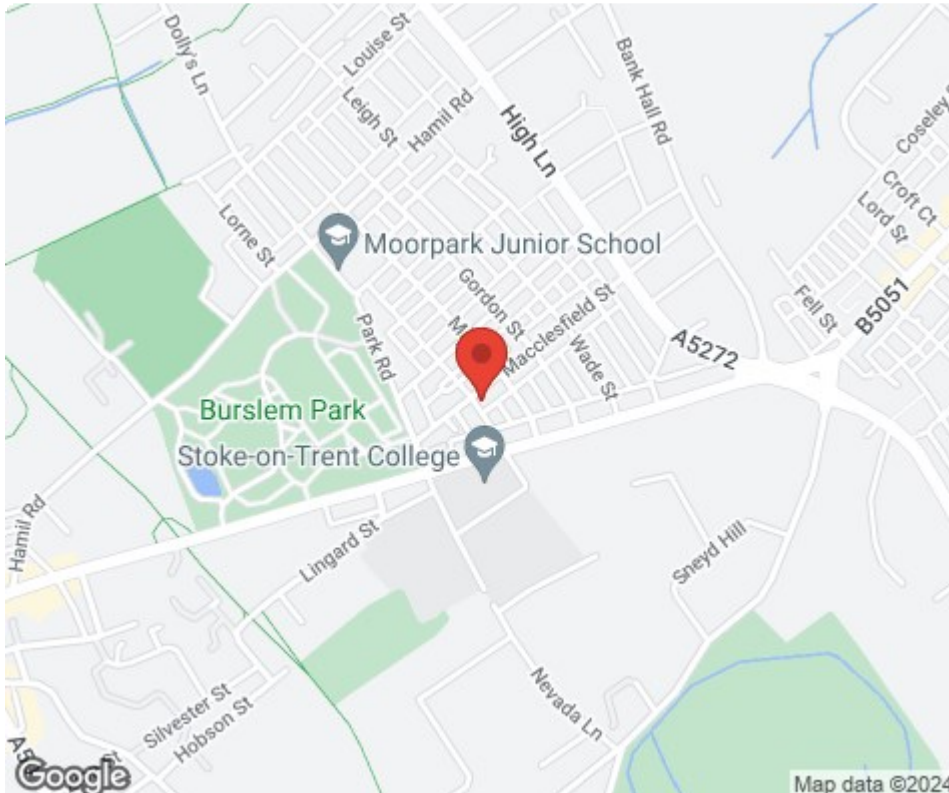 Dolly's Ln
Louise St
Leigh St
Hamil Rd
High Ln
Bank Hall Rd
Coseley
Croft Ct
Lord St
B5051
Fell St
Lorne St
Moorpark Junior School
Gordon St
Park Rd
Macclesfield St
Wade St
A5272
Burslem Park
Stoke-on-Trent College
Hamil Rd
Lingard St
Sneyd Hill
Nevada Ln
Silvester St
Hobson St
St
Google
Map data ©2024